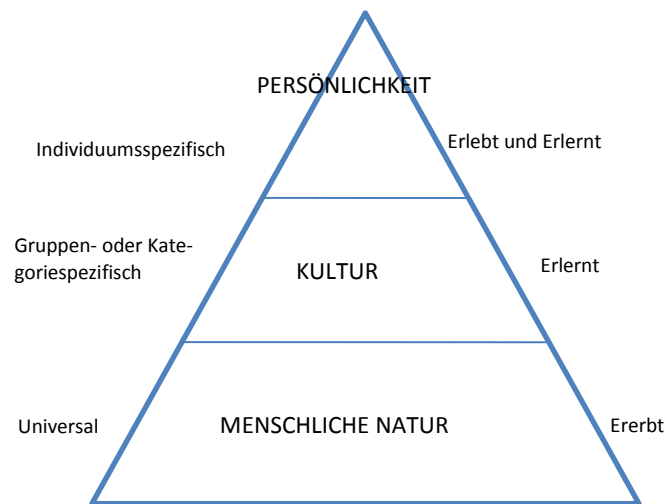 PERSÖNLICHKEIT
Individuumsspezifisch
Erlebt und Erlernt
Gruppen- oder Kate-
goriespezifisch
KULTUR
Erlernt
Universal
MENSCHLICHE NATUR
Ererbt